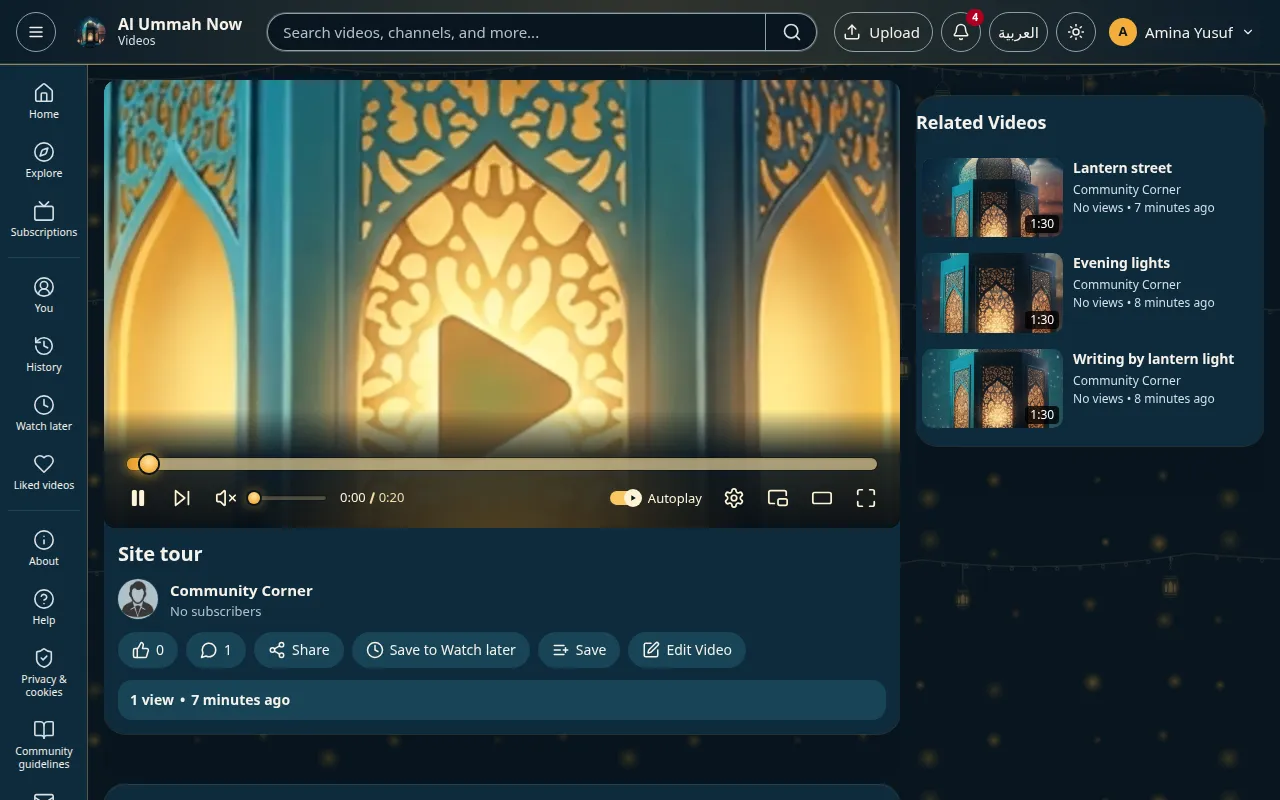 Al Ummah Now
Videos
Search videos, channels, and more...
Upload
4
العربية
A
Amina Yusuf
Home
Explore
Subscriptions
You
History
Watch later
Liked videos
About
Help
Privacy &
cookies
Community
guidelines
0:00 / 0:20
Autoplay
Site tour
Community Corner
No subscribers
0
1
Share
Save to Watch later
Save
Edit Video
1 view • 7 minutes ago
Related Videos
1:30
Lantern street
Community Corner
No views • 7 minutes ago
1:30
Evening lights
Community Corner
No views • 8 minutes ago
1:30
Writing by lantern light
Community Corner
No views • 8 minutes ago